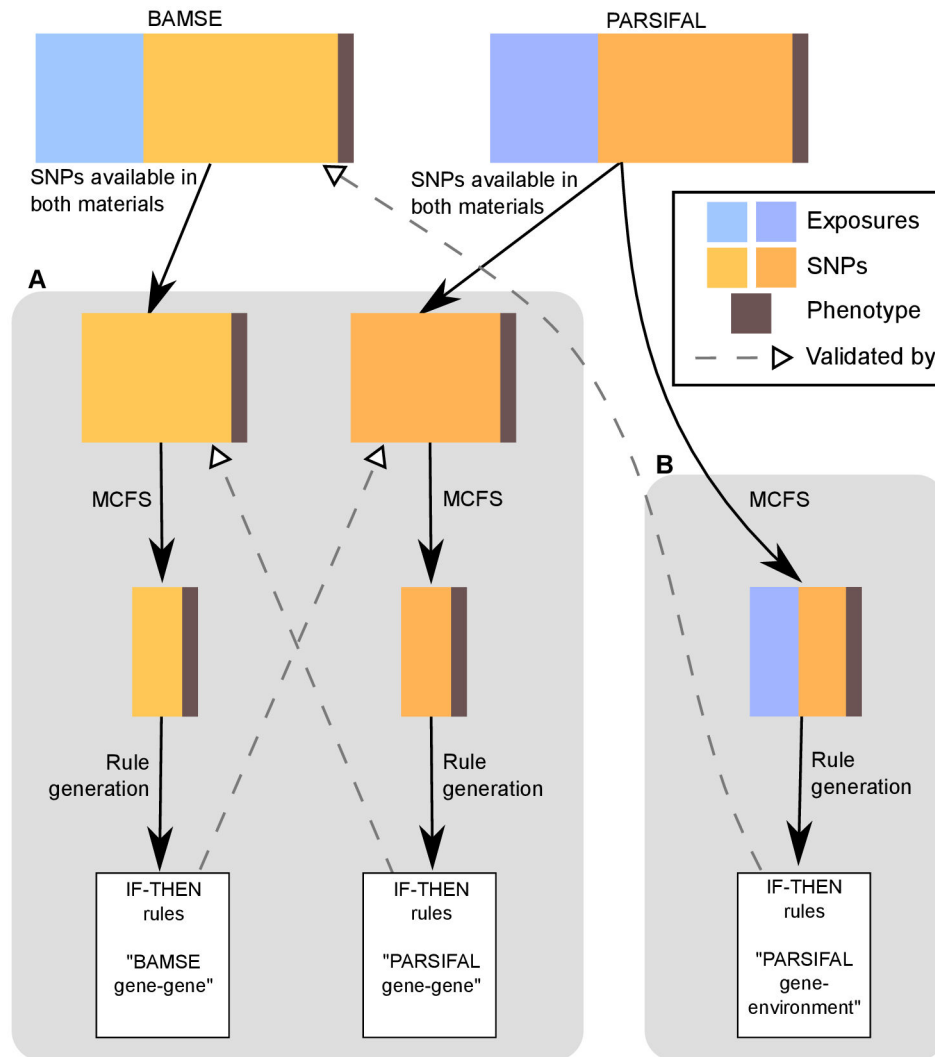 BAMSE
PARSIFAL
SNPs available in
both materials
SNPs available in
both materials
Exposures
SNPs
Phenotype
Validated by
A
MCFS
MCFS
B
MCFS
Rule
generation
Rule
generation
Rule
generation
IF-THEN
rules
"BAMSE
gene-gene"
IF-THEN
rules
"PARSIFAL
gene-gene"
IF-THEN
rules
"PARSIFAL
gene-
environment"